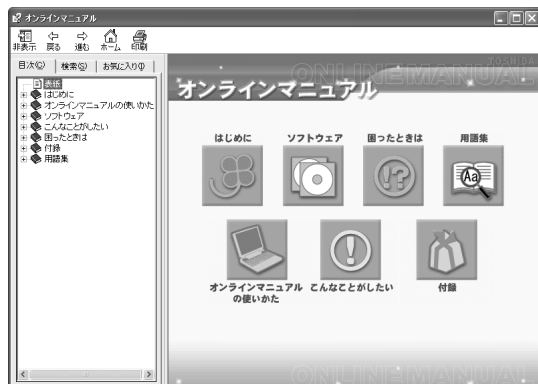 オンラインマニュアル
非表示 戻る 進む ホーム 印刷
目次(C) 検索(S) お気に入り(I)
表紙
はじめに
オンラインマニュアルの使いかた
ソフトウェア
こんなことがしたい
困ったときは
付録
用語集
TOSHIBA
ONLINE MANUAL
オンラインマニュアル
はじめに ソフトウェア 困ったときは 用語集
!?
Aa
!
オンラインマニュアル
の使いかた
こんなことがしたい
付録
ONLINE MANUAL